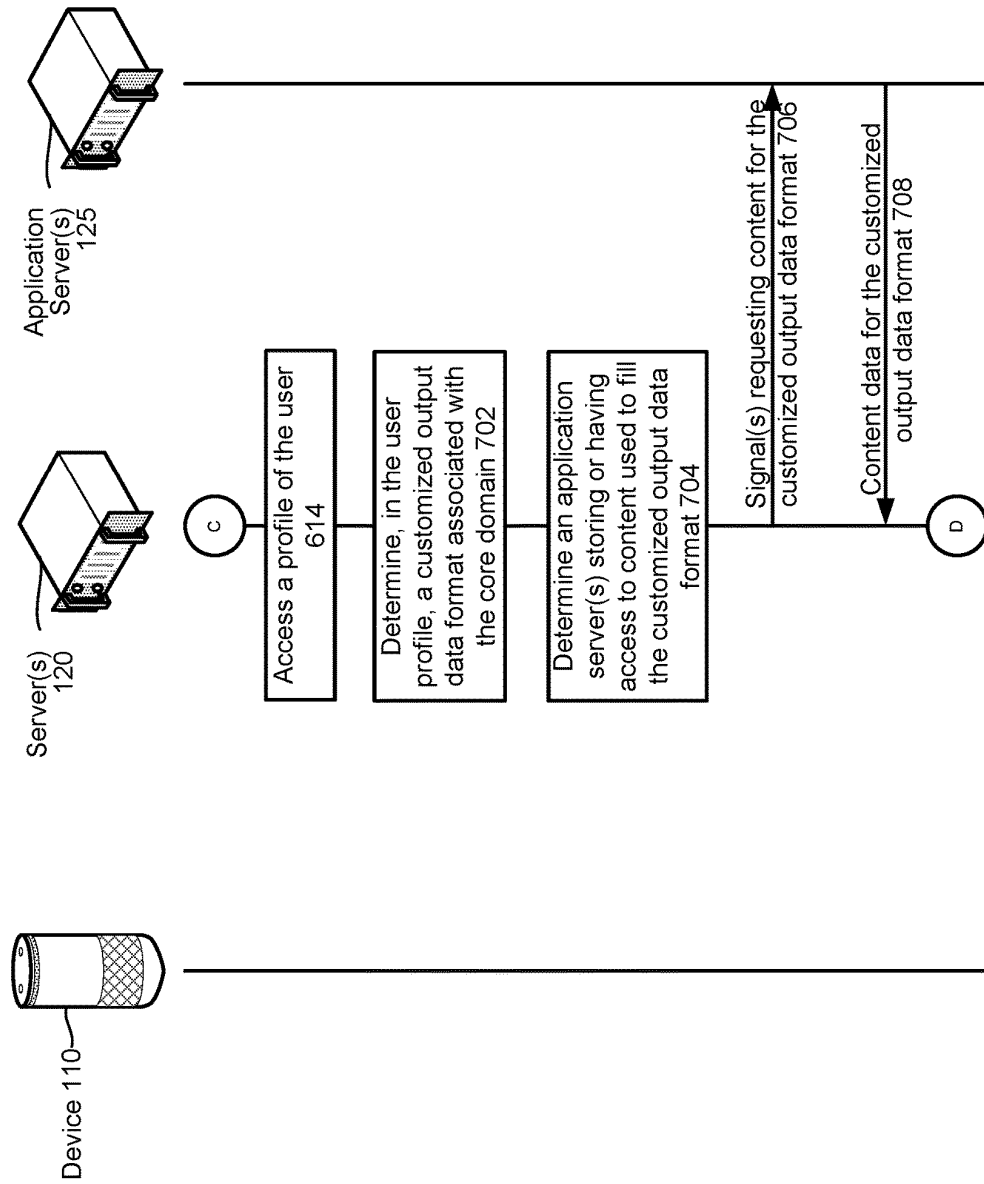 Device 110
Server(s)
120
Application
Server(s)
125
C
Access a profile of the user
614
Determine, in the user
profile, a customized output
data format associated with
the core domain 702
Determine an application
server(s) storing or having
access to content used to fill
the customized output data
format 704
Signal(s) requesting content for the
customized output data format 706
Content data for the customized
output data format 708
D